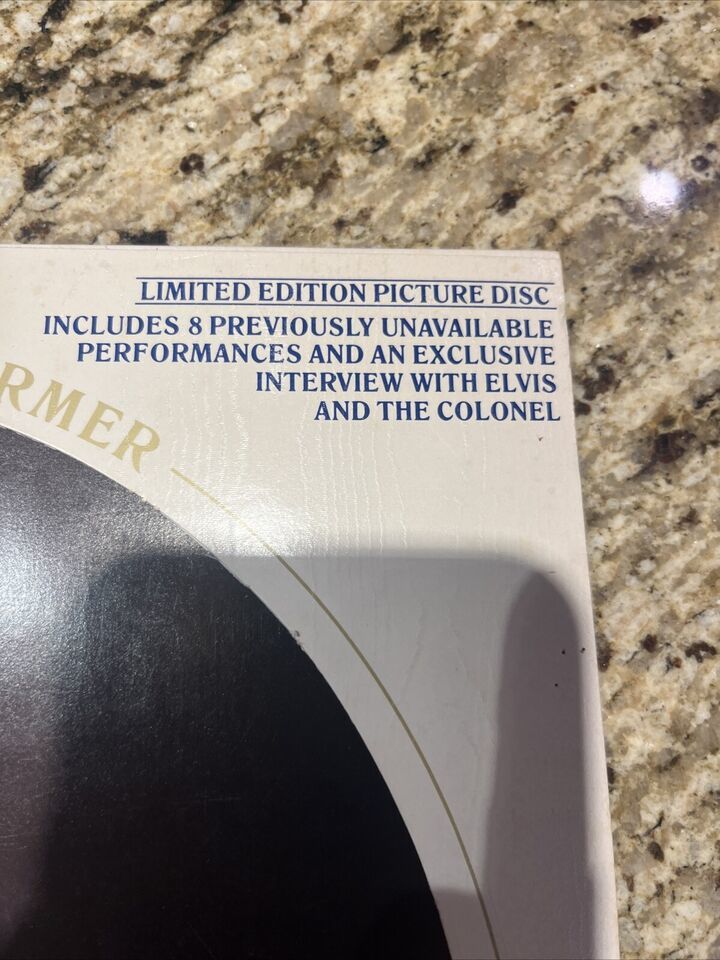 LIMITED EDITION PICTURE DISC
INCLUDES 8 PREVIOUSLY UNAVAILABLE
PERFORMANCES AND AN EXCLUSIVE
INTERVIEW WITH ELVIS
AND THE COLONEL
RMER